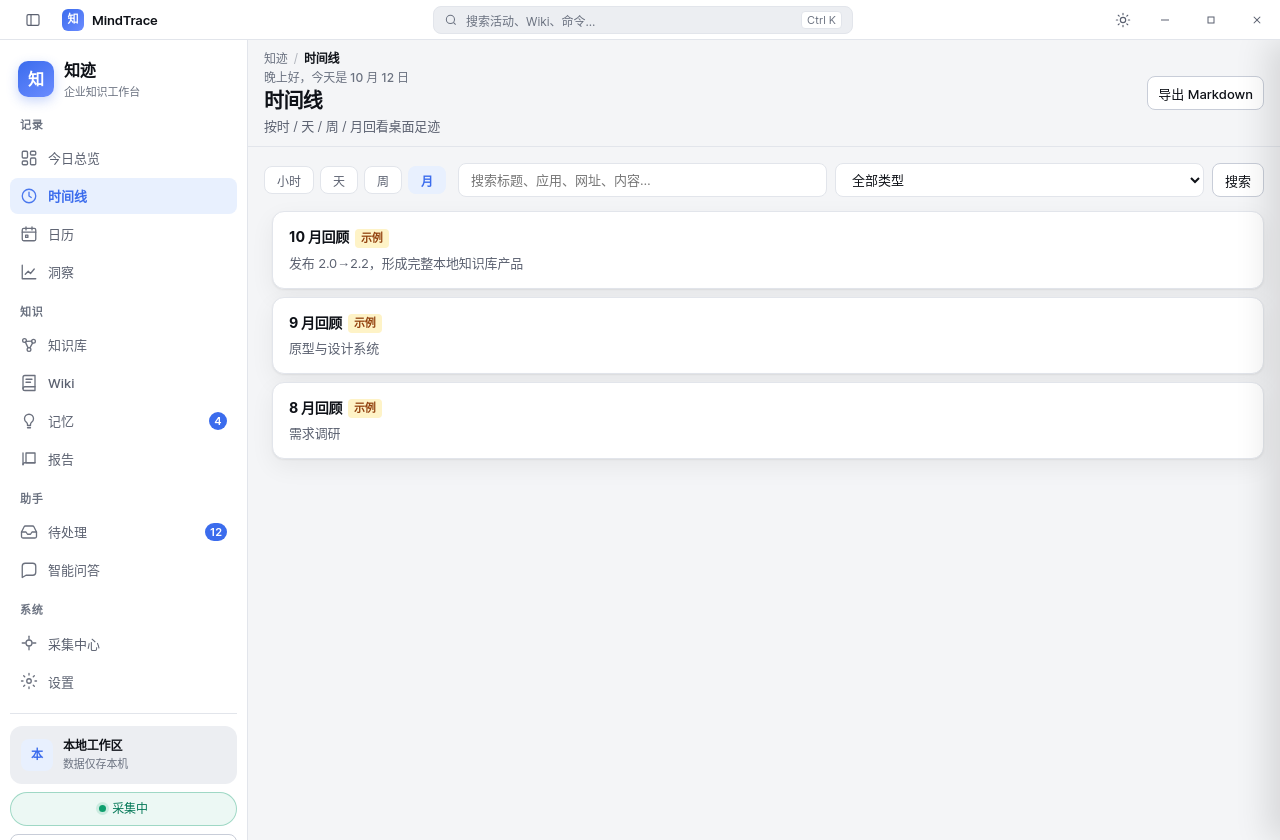 知 MindTrace
搜索活动、Wiki、命令... Ctrl K
知 知迹
企业知识工作台
记录
今日总览
时间线
日历
洞察
知识
知识库
Wiki
记忆 4
报告
助手
待处理 12
智能问答
系统
采集中心
设置
本 本地工作区
数据仅存本机
采集中
知迹 / 时间线
晚上好，今天是 10 月 12 日
时间线
按时 / 天 / 周 / 月回看桌面足迹
导出 Markdown
小时 天 周 月 搜索标题、应用、网址、内容... 全部类型 搜索
10 月回顾 示例
发布 2.0→2.2，形成完整本地知识库产品
9 月回顾 示例
原型与设计系统
8 月回顾 示例
需求调研